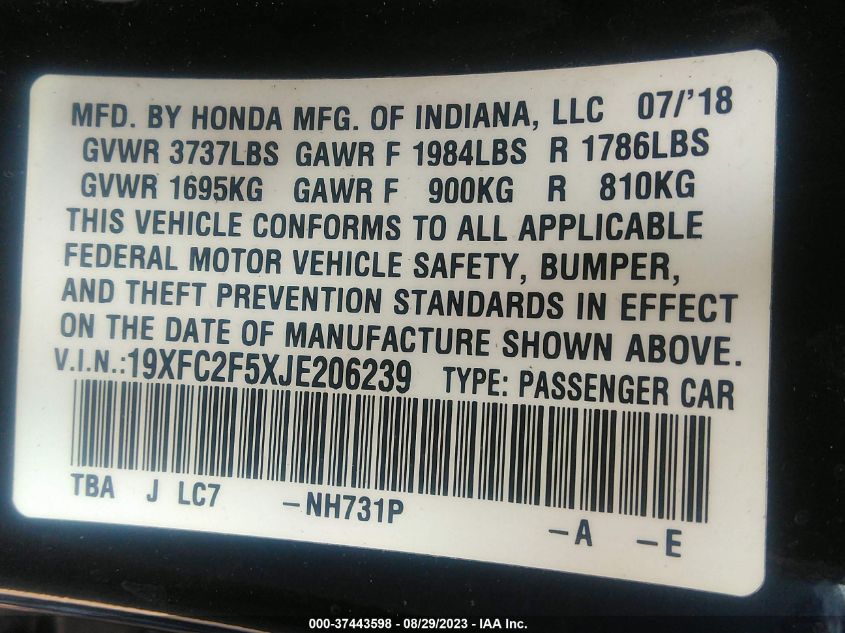 MFD. BY HONDA MFG. OF INDIANA, LLC 07/'18
GVWR 3737LBS GAWR F 1984LBS R 1786LBS
GVWR 1695KG GAWR F 900KG R 810KG
THIS VEHICLE CONFORMS TO ALL APPLICABLE
FEDERAL MOTOR VEHICLE SAFETY, BUMPER,
AND THEFT PREVENTION STANDARDS IN EFFECT
ON THE DATE OF MANUFACTURE SHOWN ABOVE.
V.I.N.:19XFC2F5XJE206239 TYPE: PASSENGER CAR
TBA J LC7 -NH731P -A -E
000-37443598 - 08/29/2023 - IAA Inc.